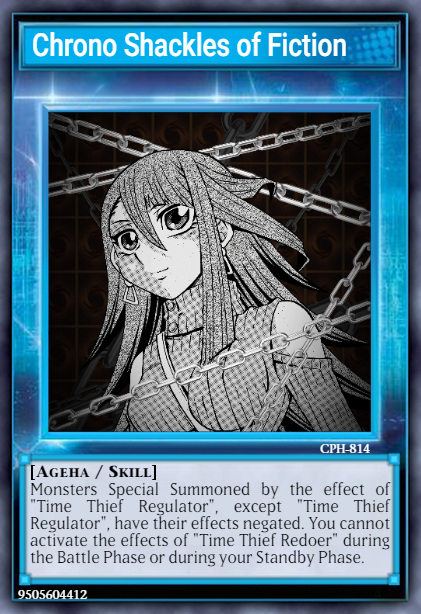 Chrono Shackles of Fiction
CPH-814
[Ageha / Skill]
Monsters Special Summoned by the effect of
"Time Thief Regulator", except "Time Thief
Regulator", have their effects negated. You cannot
activate the effects of "Time Thief Redoer" during
the Battle Phase or during your Standby Phase.
9505604412